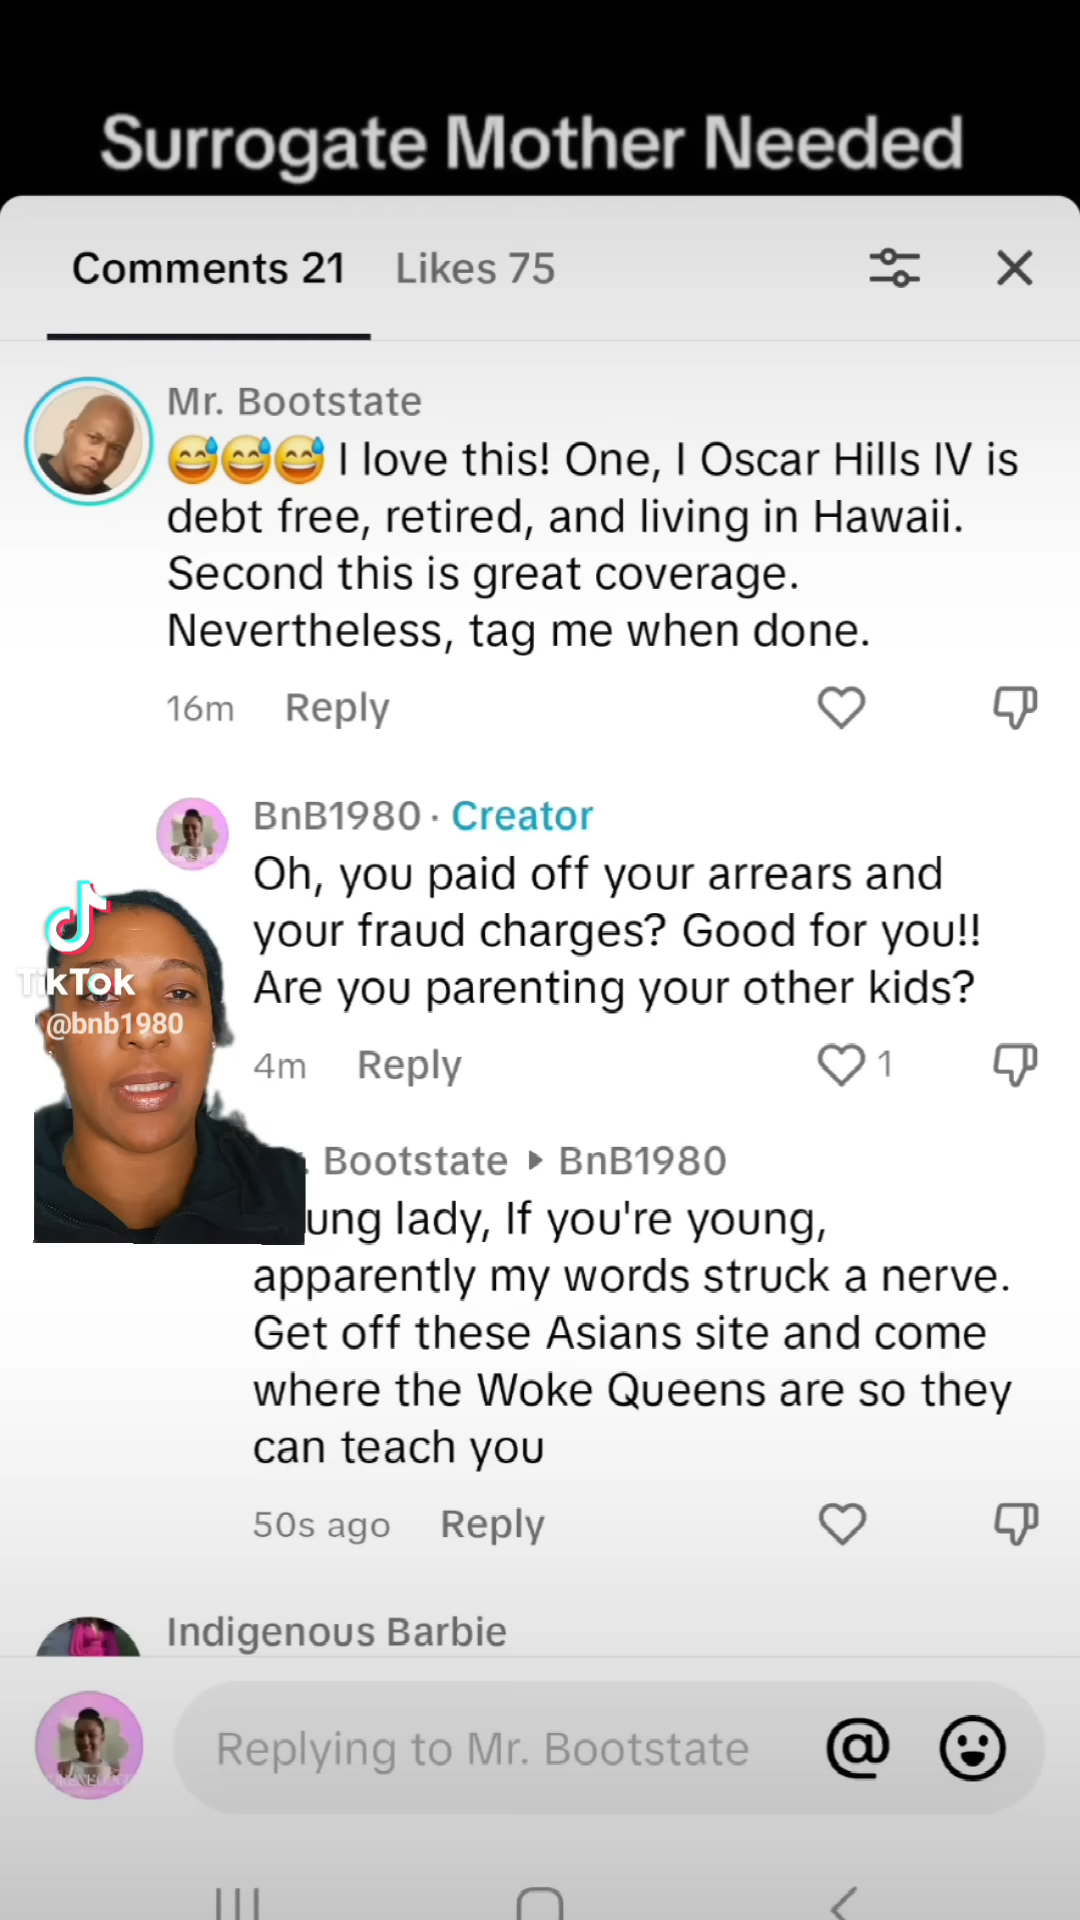 Surrogate Mother Needed
Comments 21 Likes 75
Mr. Bootstate
😅😅😅 I love this! One, I Oscar Hills IV is
debt free, retired, and living in Hawaii.
Second this is great coverage.
Nevertheless, tag me when done.
16m Reply
BnB1980 · Creator
Oh, you paid off your arrears and
your fraud charges? Good for you!!
Are you parenting your other kids?
4m Reply 1
TikTok
@bnb1980
. Bootstate ▸ BnB1980
ung lady, If you're young,
apparently my words struck a nerve.
Get off these Asians site and come
where the Woke Queens are so they
can teach you
50s ago Reply
Indigenous Barbie
Replying to Mr. Bootstate @